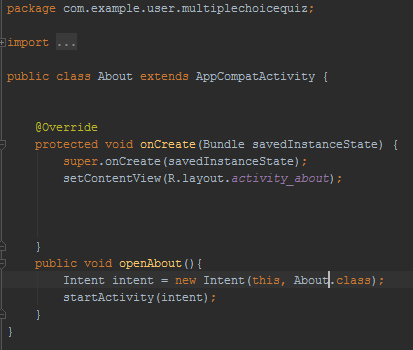 package com.example.user.multiplechoicequiz;
import ...
public class About extends AppCompatActivity {
@Override
protected void onCreate(Bundle savedInstanceState) {
super.onCreate(savedInstanceState);
setContentView(R.layout.activity_about);
}
public void openAbout(){
Intent intent = new Intent(this, About.class);
startActivity(intent);
}
}